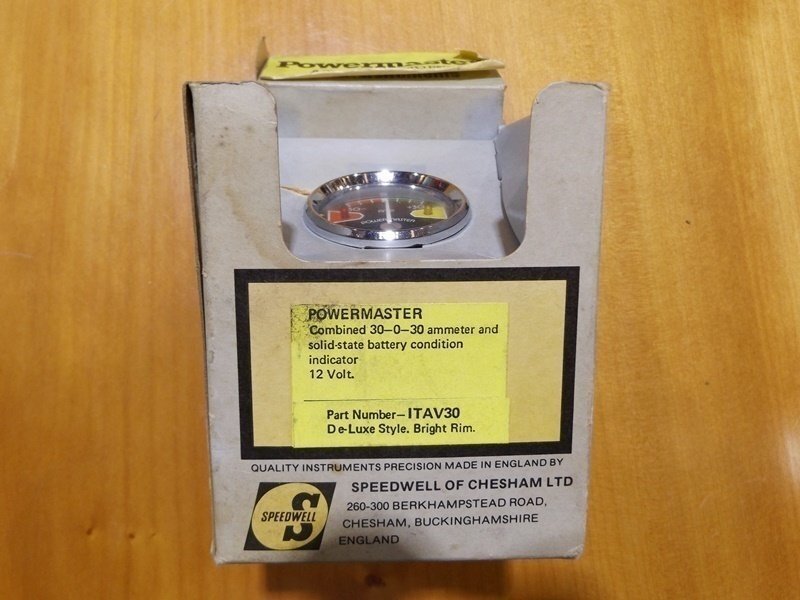 Powermaster
POWERMASTER
Combined 30–0–30 ammeter and
solid-state battery condition
indicator
12 Volt.
Part Number–ITAV30
De-Luxe Style. Bright Rim.
QUALITY INSTRUMENTS PRECISION MADE IN ENGLAND BY
SPEEDWELL OF CHESHAM LTD
260-300 BERKHAMPSTEAD ROAD,
CHESHAM, BUCKINGHAMSHIRE
ENGLAND
S
SPEEDWELL